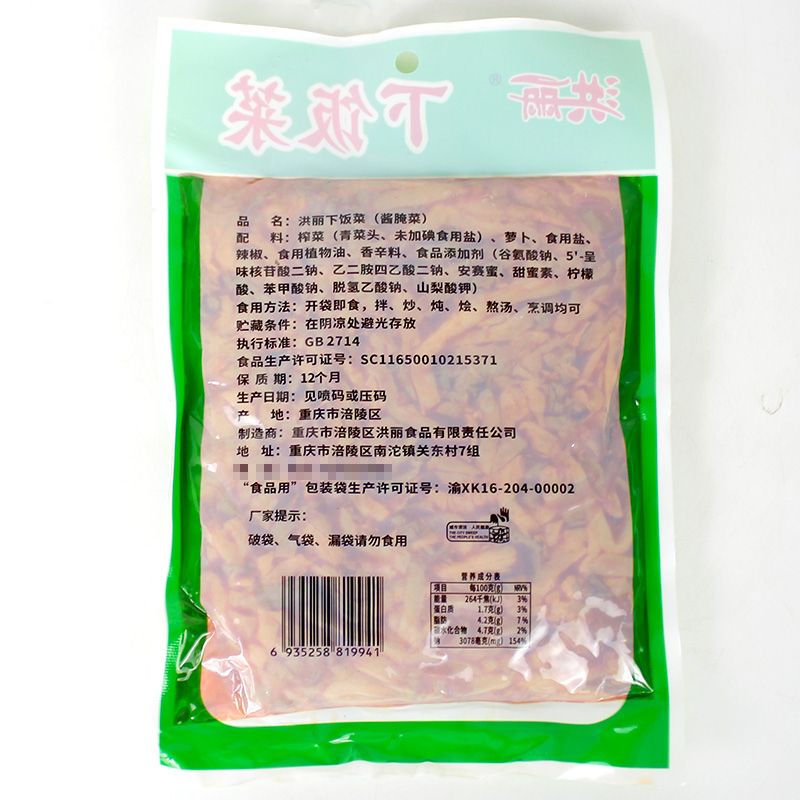 洪丽®
下饭菜
品 名：洪丽下饭菜（酱腌菜）
配 料：榨菜（青菜头、未加碘食用盐）、萝卜、食用盐、
辣椒、食用植物油、香辛料、食品添加剂（谷氨酸钠、5'-呈
味核苷酸二钠、乙二胺四乙酸二钠、安赛蜜、甜蜜素、柠檬
酸、苯甲酸钠、脱氢乙酸钠、山梨酸钾）
食用方法：开袋即食，拌、炒、炖、烩、熬汤、烹调均可
贮藏条件：在阴凉处避光存放
执行标准：GB 2714
食品生产许可证号：SC11650010215371
保 质 期：12个月
生产日期：见喷码或压码
产 地：重庆市涪陵区
制造商：重庆市涪陵区洪丽食品有限责任公司
地 址：重庆市涪陵区南沱镇关东村7组
“食品用”包装袋生产许可证号：渝XK16-204-00002
厂家提示：
破袋、气袋、漏袋请勿食用
城市清洁 人民健康
THE CITY SWEEP
THE PEOPLE'S HEALTH
营养成分表
项目 每100克(g) NRV%
能量 264千焦(kJ) 3%
蛋白质 1.7克(g) 3%
脂肪 4.2克(g) 7%
碳水化合物 4.7克(g) 2%
钠 3078毫克(mg) 154%
6 935258 819941